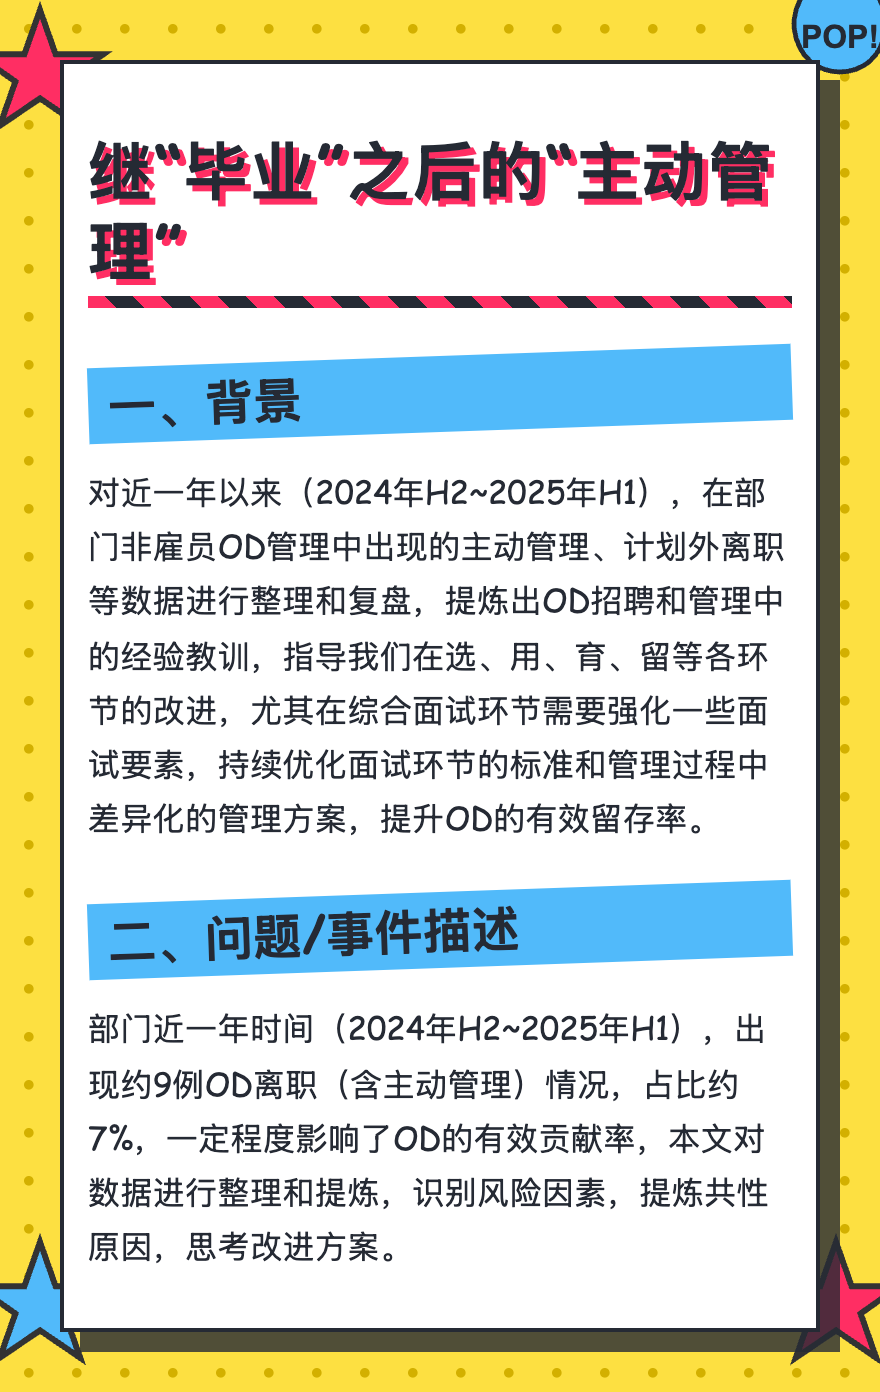 POP!
继“毕业”之后的“主动管
理”
一、背景
对近一年以来（2024年H2~2025年H1），在部
门非雇员OD管理中出现的主动管理、计划外离职
等数据进行整理和复盘，提炼出OD招聘和管理中
的经验教训，指导我们在选、用、育、留等各环
节的改进，尤其在综合面试环节需要强化一些面
试要素，持续优化面试环节的标准和管理过程中
差异化的管理方案，提升OD的有效留存率。
二、问题/事件描述
部门近一年时间（2024年H2~2025年H1），出
现约9例OD离职（含主动管理）情况，占比约
7%，一定程度影响了OD的有效贡献率，本文对
数据进行整理和提炼，识别风险因素，提炼共性
原因，思考改进方案。